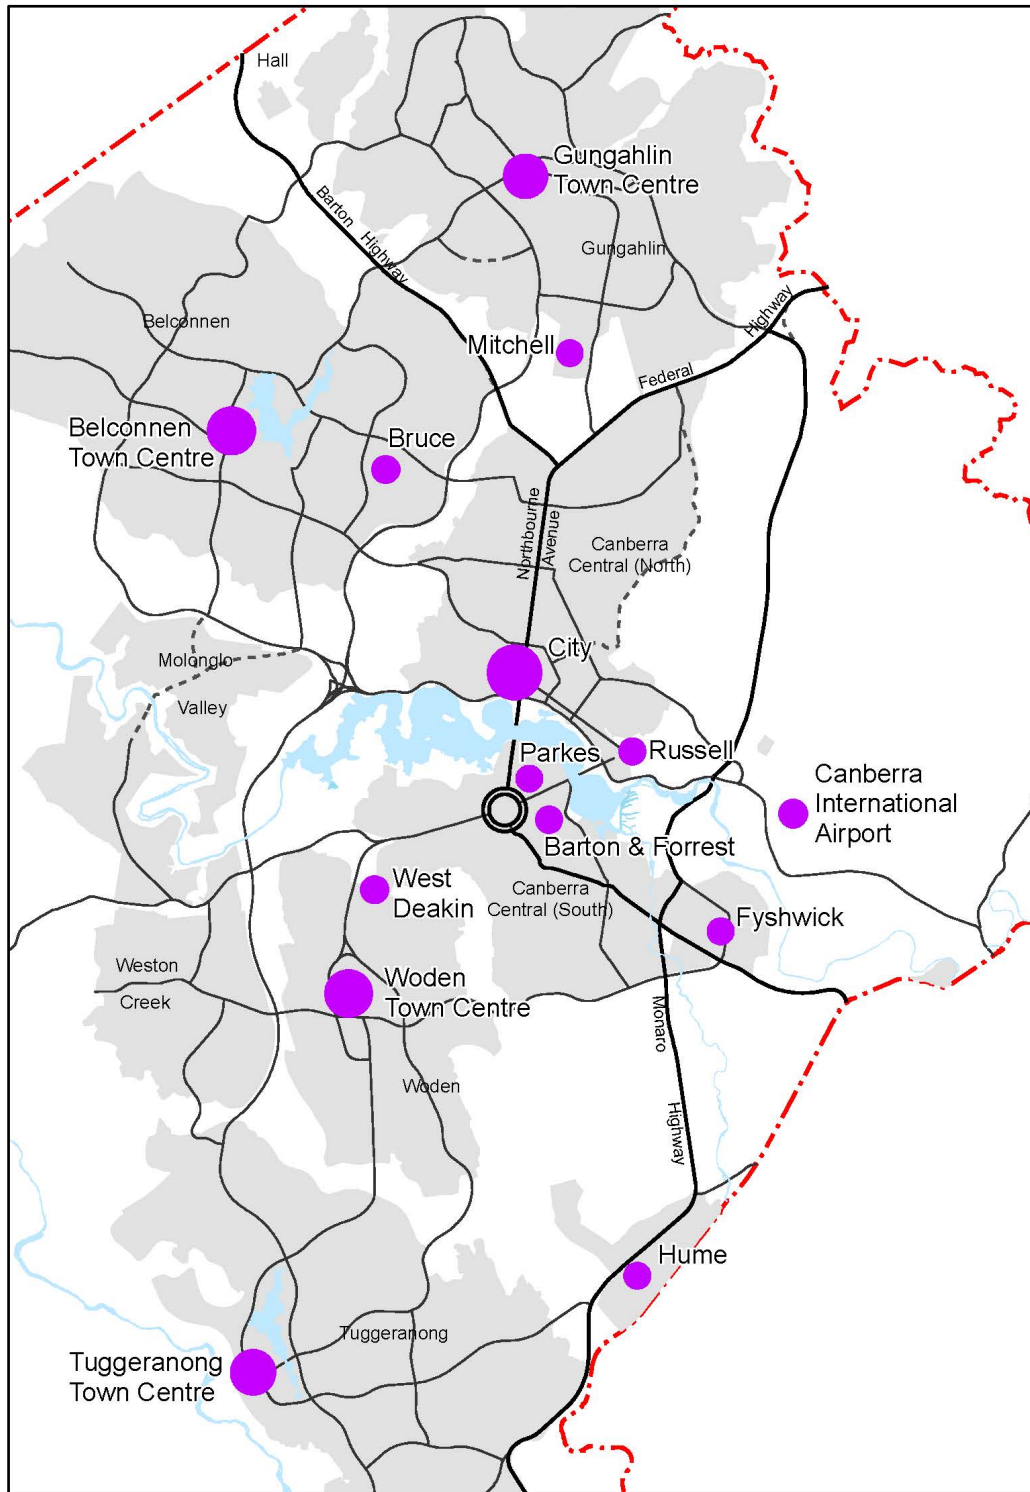 Hall
Gungahlin
Town Centre
Barton
Highway
Gungahlin
Highway
Belconnen
Mitchell
Federal
Belconnen
Town Centre
Bruce
Northbourne
Avenue
Canberra
Central (North)
City
Molonglo
Valley
Parkes
Russell
Canberra
International
Airport
Barton & Forrest
West
Deakin
Canberra
Central (South)
Fyshwick
Weston
Creek
Woden
Town Centre
Monaro
Highway
Woden
Hume
Tuggeranong
Tuggeranong
Town Centre